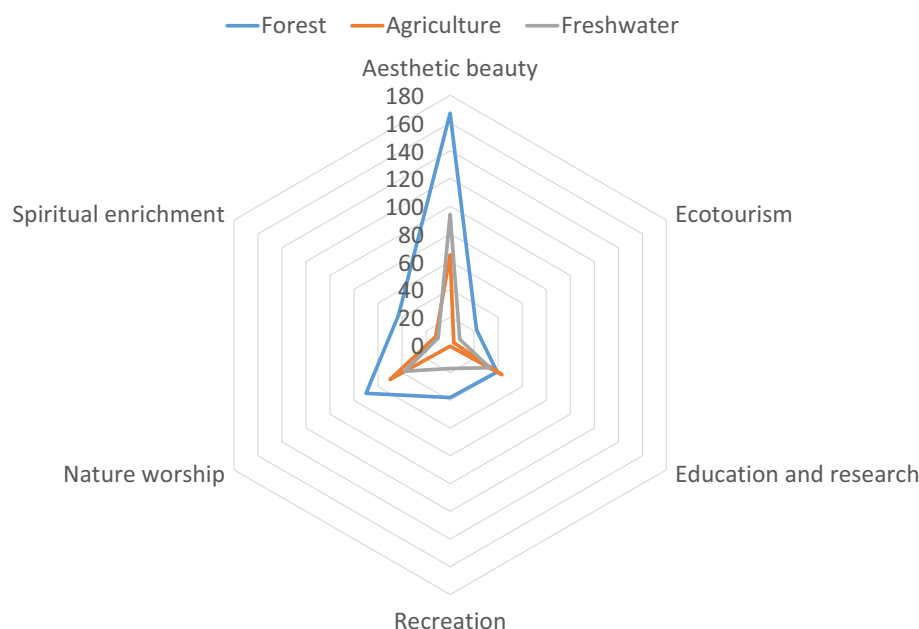 Forest Agriculture Freshwater
Aesthetic beauty
180
160
140
120
100
80
60
40
20
0
Ecotourism
Education and research
Recreation
Nature worship
Spiritual enrichment